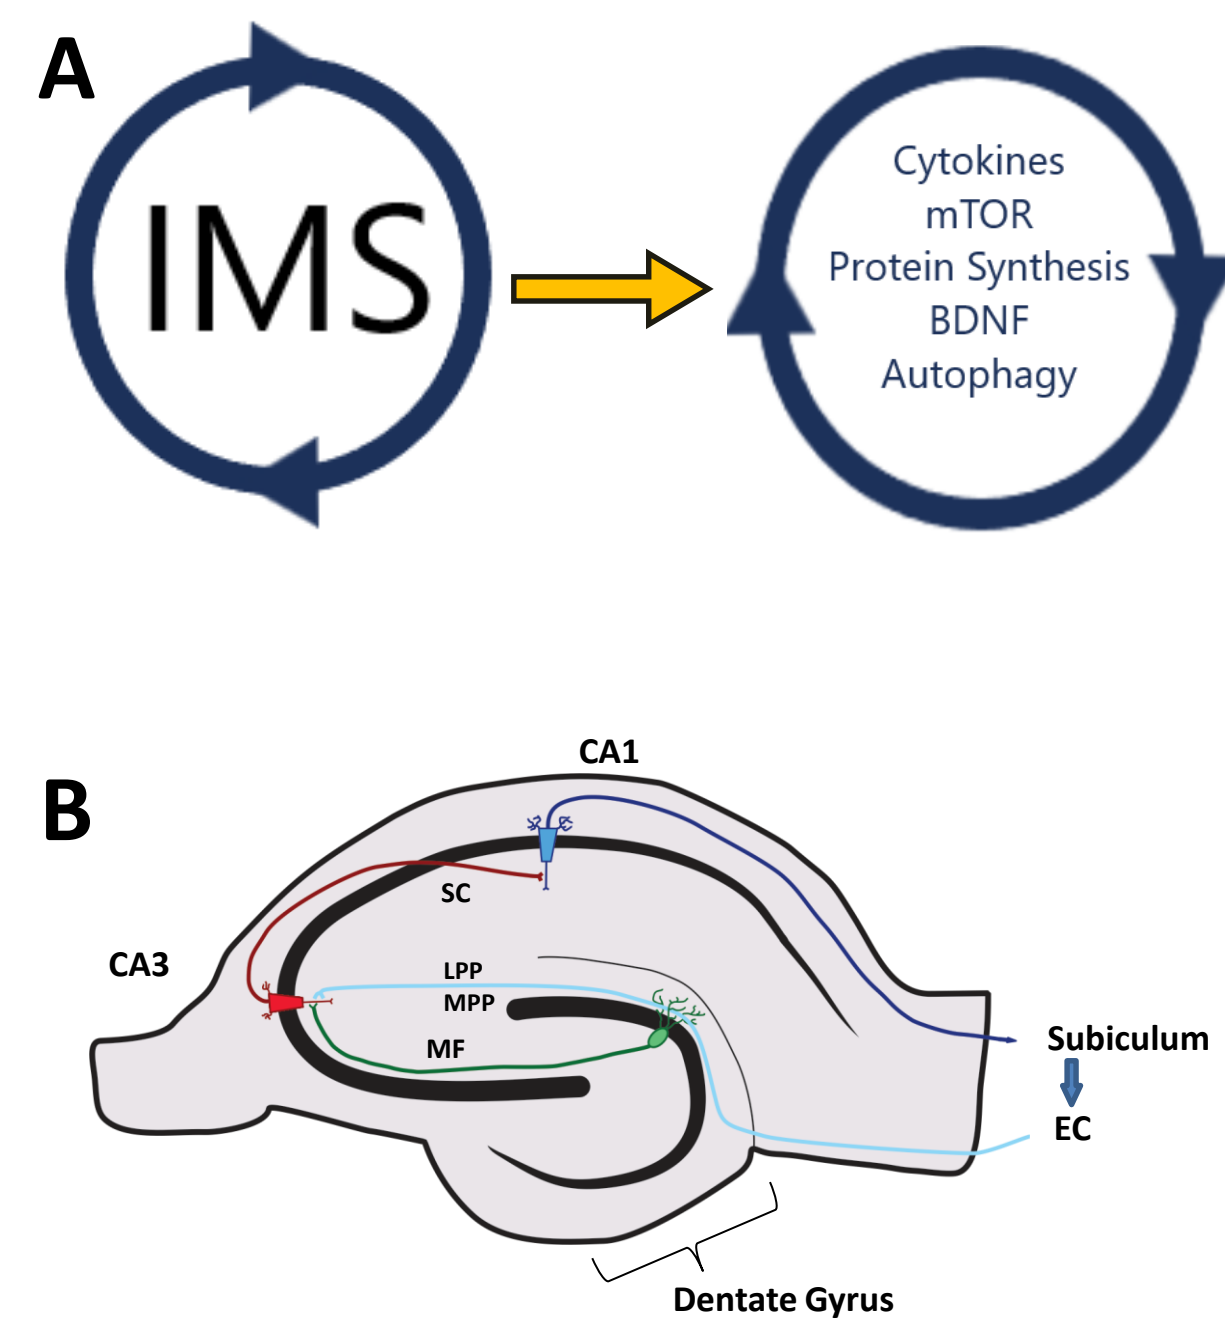 A
IMS
Cytokines
mTOR
Protein Synthesis
BDNF
Autophagy
B
CA1
SC
CA3
LPP
MPP
MF
Subiculum
EC
Dentate Gyrus